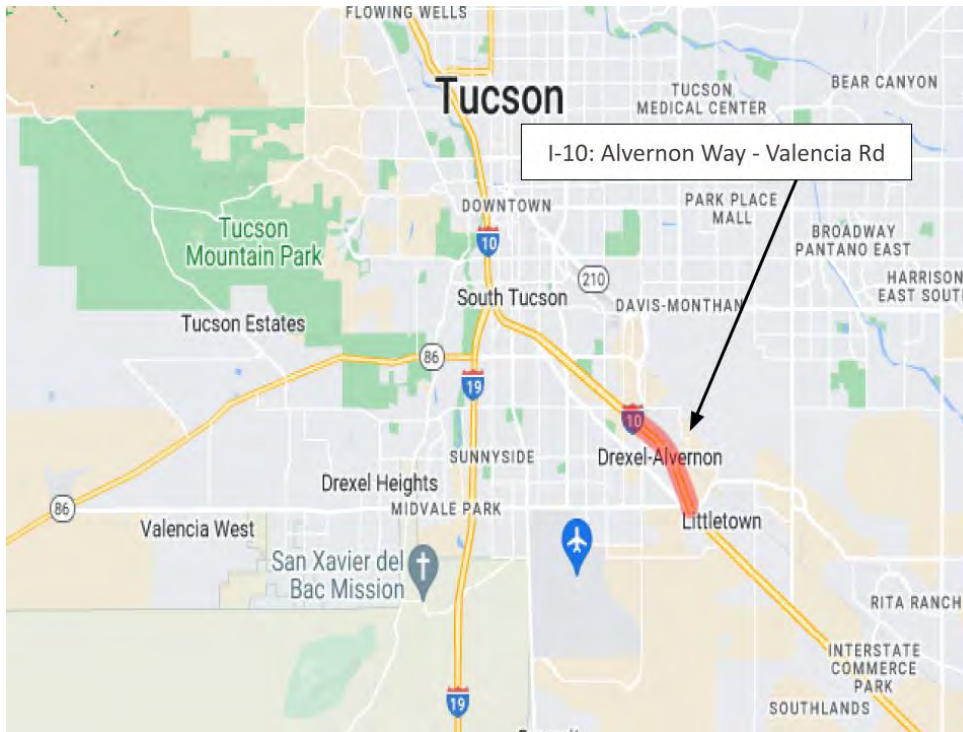 FLOWING WELLS
Tucson
BEAR CANYON
TUCSON
MEDICAL CENTER
I-10: Alvernon Way - Valencia Rd
DOWNTOWN
PARK PLACE
MALL
Tucson
Mountain Park
10
BROADWAY
PANTANO EAST
210
HARRISON
EAST SOUT
South Tucson
DAVIS-MONTHAN
Tucson Estates
86
19
10
SUNNYSIDE
Drexel-Alvernon
Drexel Heights
86
MIDVALE PARK
Valencia West
Littletown
San Xavier del
Bac Mission
RITA RANCH
INTERSTATE
COMMERCE
PARK
19
SOUTHLANDS